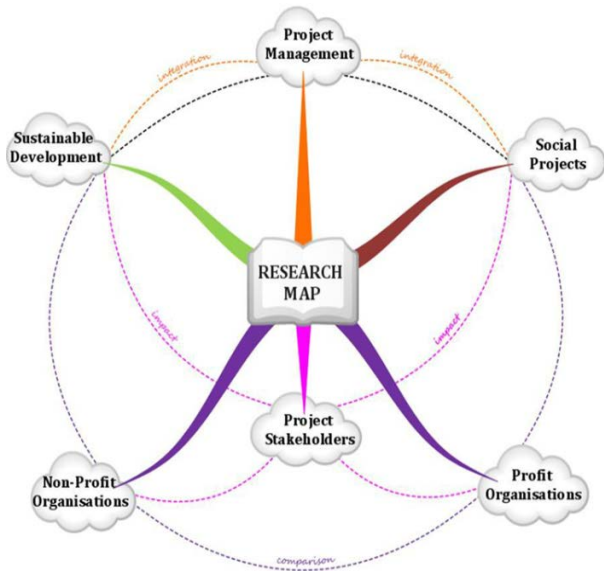 Project
Management
integration
integration
Sustainable
Development
Social
Projects
RESEARCH
MAP
impact
impact
Project
Stakeholders
Non-Profit
Organisations
Profit
Organisations
comparison